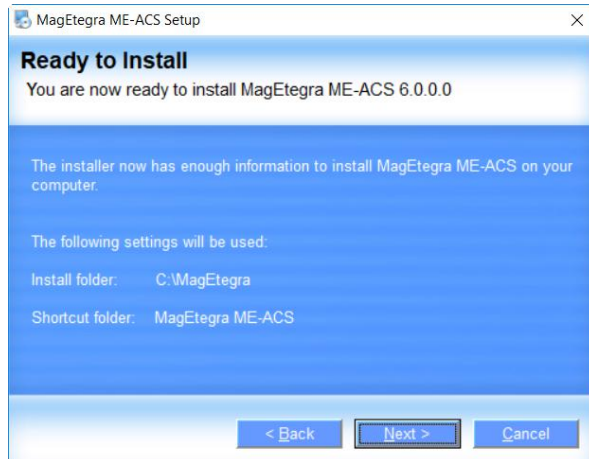 MagEtegra ME-ACS Setup
Ready to Install
You are now ready to install MagEtegra ME-ACS 6.0.0.0
The installer now has enough information to install MagEtegra ME-ACS on your
computer.
The following settings will be used:
Install folder: C:\MagEtegra
Shortcut folder: MagEtegra ME-ACS
< Back Next > Cancel